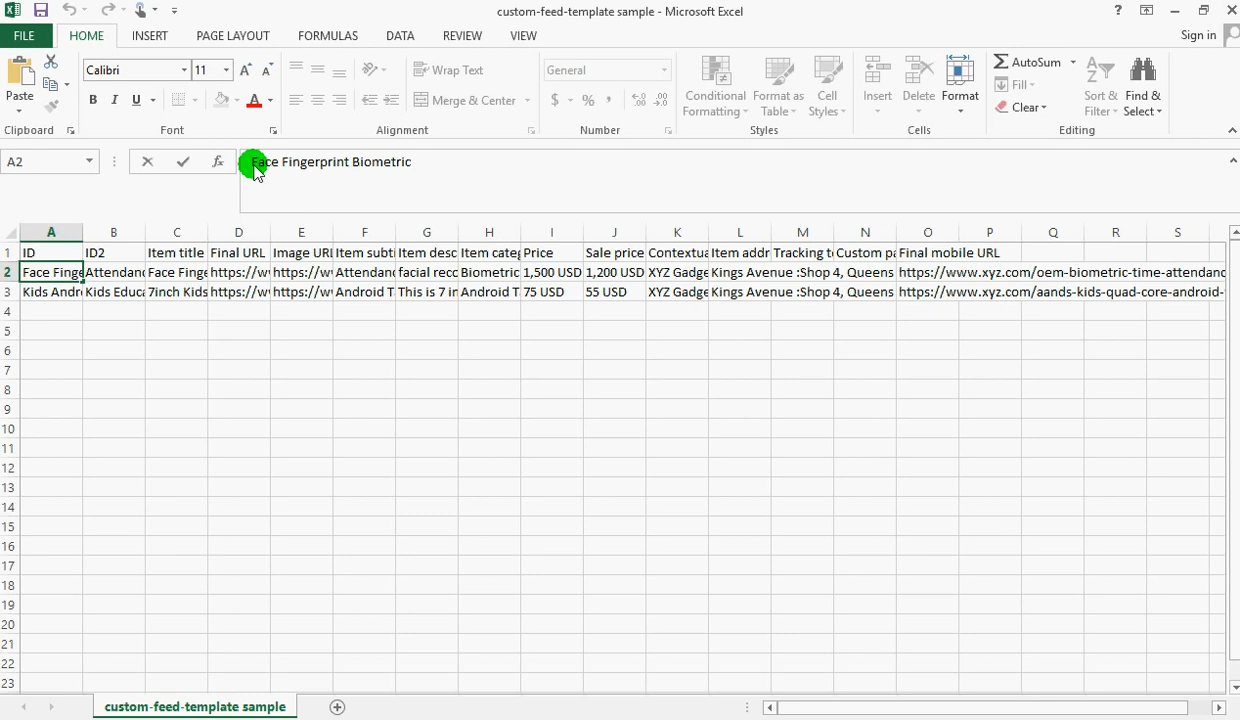 custom-feed-template sample - Microsoft Excel
FILE HOME INSERT PAGE LAYOUT FORMULAS DATA REVIEW VIEW Sign in
Paste Calibri 11 Wrap Text General Conditional Formatting Format as Table Cell Styles Insert Delete Format AutoSum Fill Clear Sort & Filter Find & Select
B I U Merge & Center $ % ,
Clipboard Font Alignment Number Styles Cells Editing
A2 fx Face Fingerprint Biometric
A B C D E F G H I J K L M N O P Q R S
1 ID ID2 Item title Final URL Image URL Item subti Item desc Item categ Price Sale price Contextua Item addr Tracking t Custom pa Final mobile URL
2 Face Finge Attendanc Face Finge https://w https://w Attendanc facial recc Biometric 1,500 USD 1,200 USD XYZ Gadge Kings Avenue :Shop 4, Queens https://www.xyz.com/oem-biometric-time-attendanc
3 Kids Andr Kids Educa 7inch Kids https://w https://w Android T This is 7 in Android T 75 USD 55 USD XYZ Gadge Kings Avenue :Shop 4, Queens https://www.xyz.com/aands-kids-quad-core-android-
4
5
6
7
8
9
10
11
12
13
14
15
16
17
18
19
20
21
22
23
custom-feed-template sample